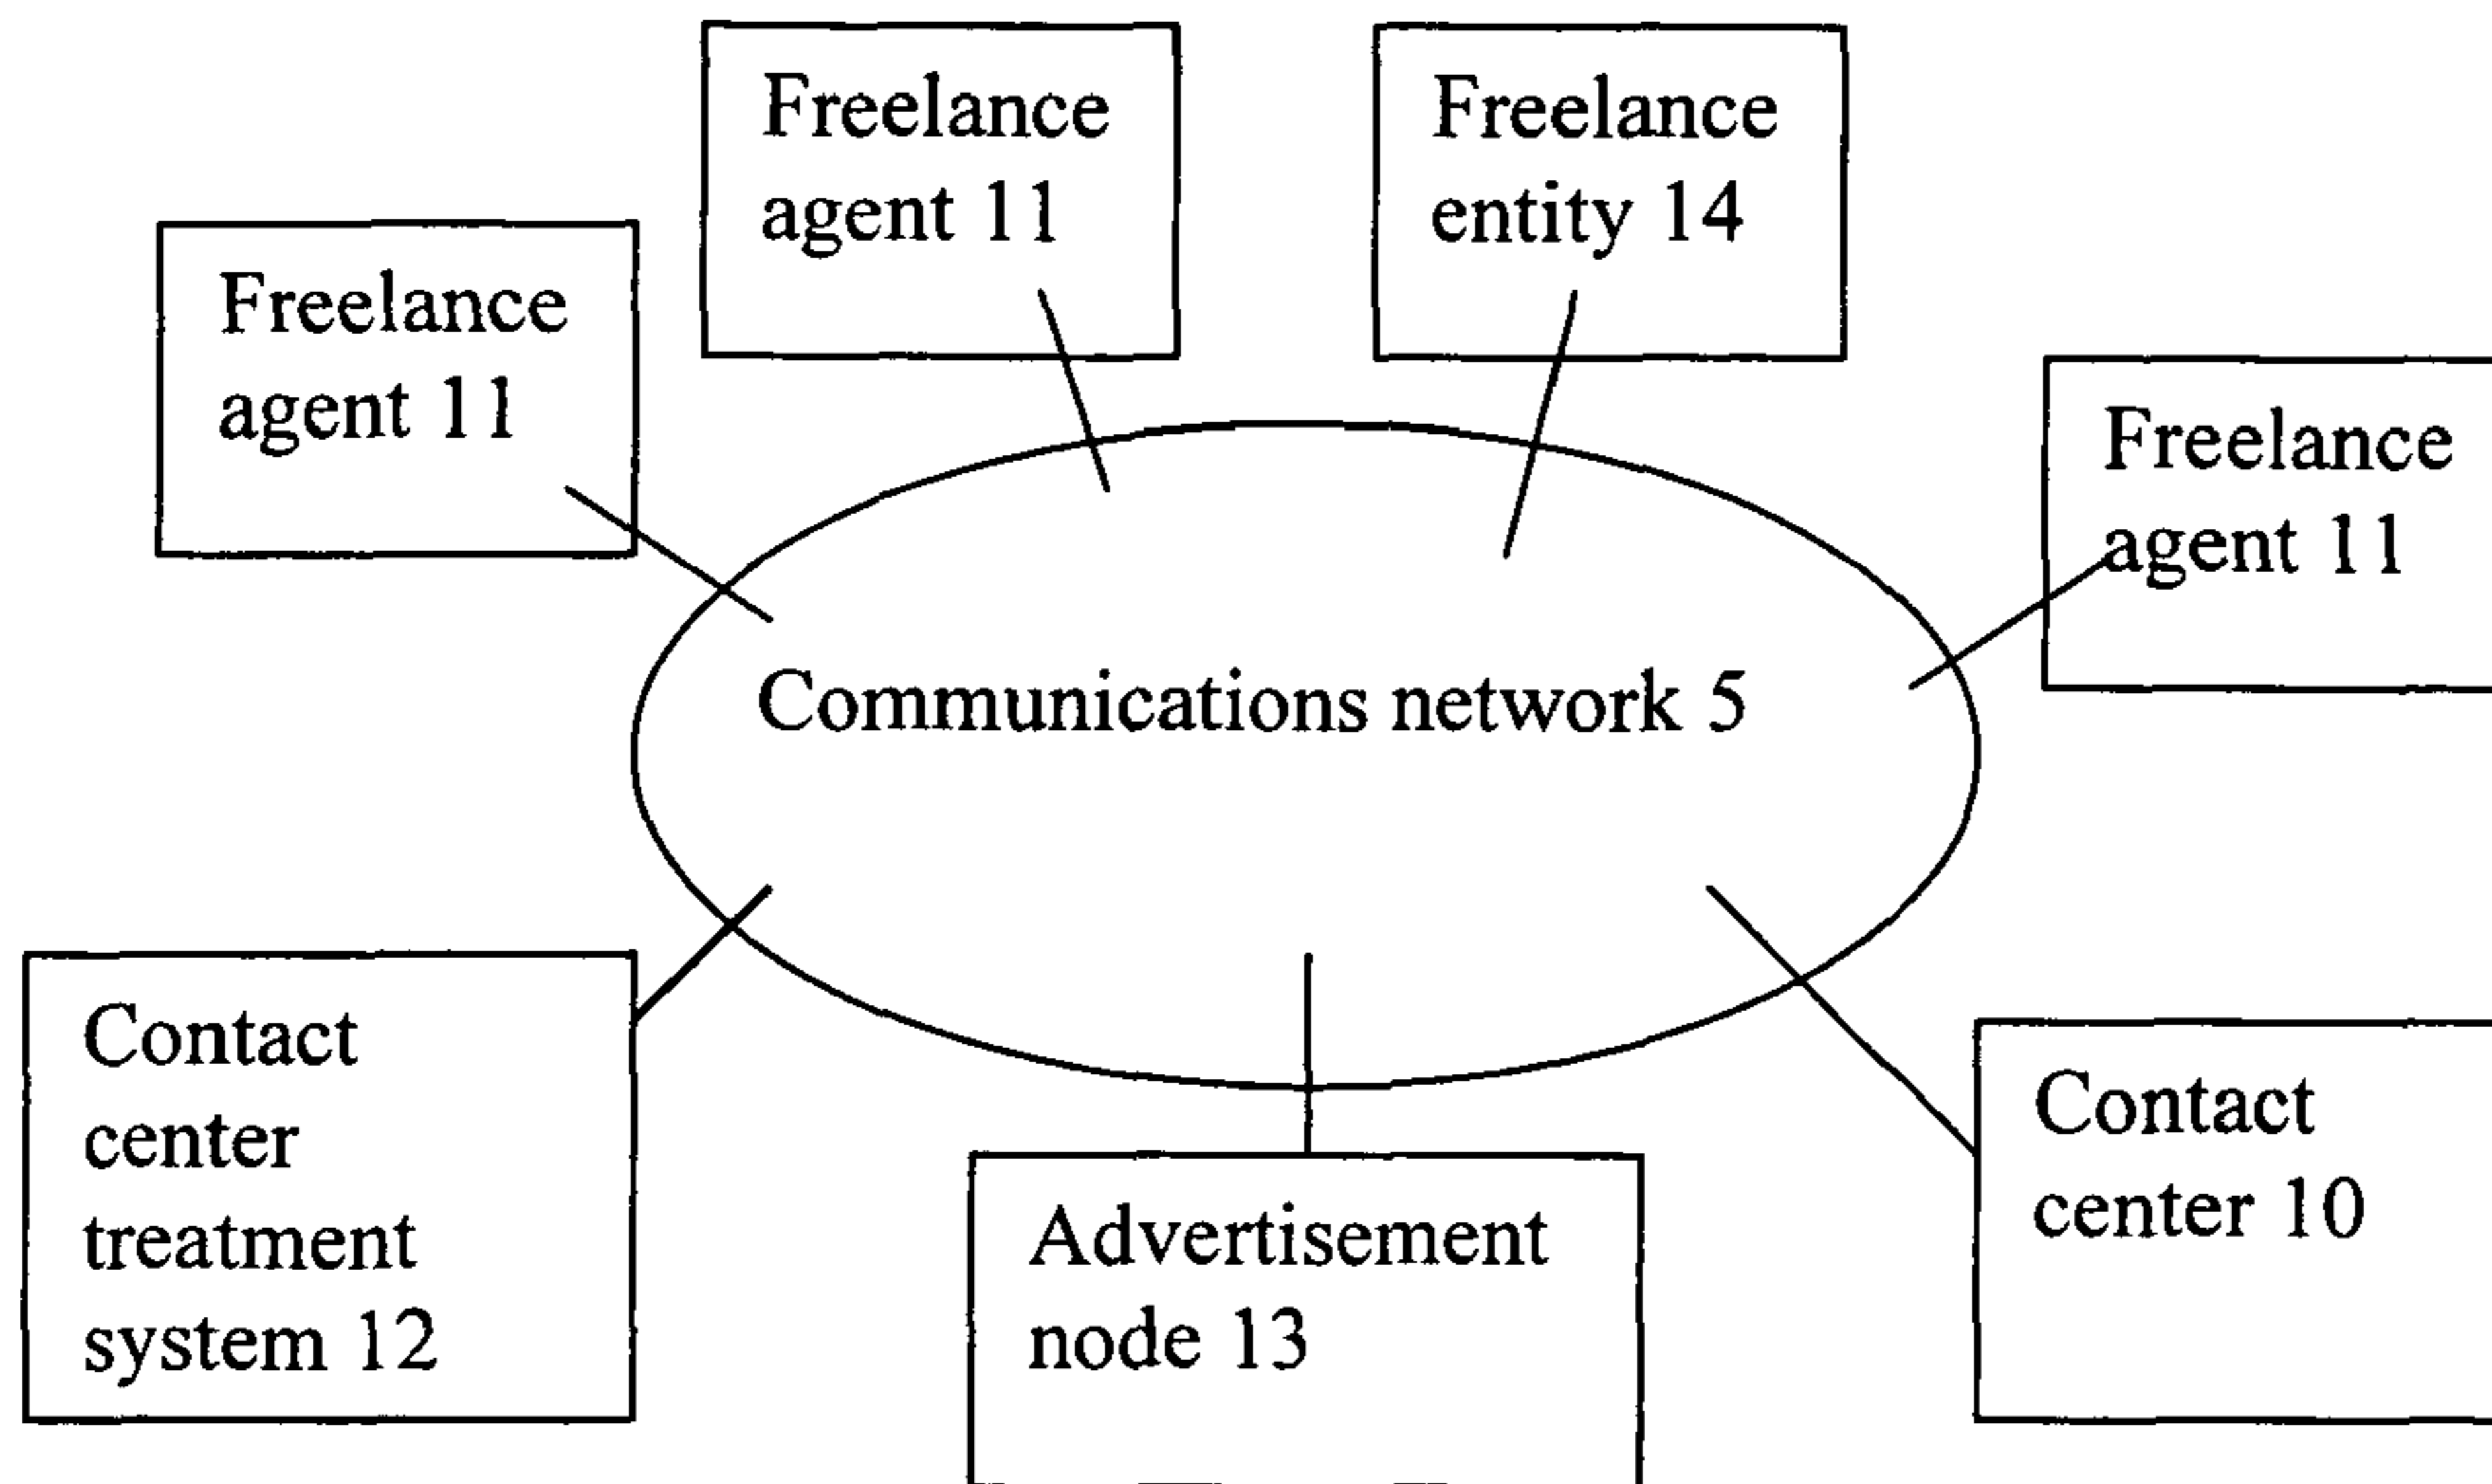 Freelance
agent 11
Freelance
agent 11
Freelance
entity 14
Freelance
agent 11
Communications network 5
Contact
center
treatment
system 12
Advertisement
node 13
Contact
center 10